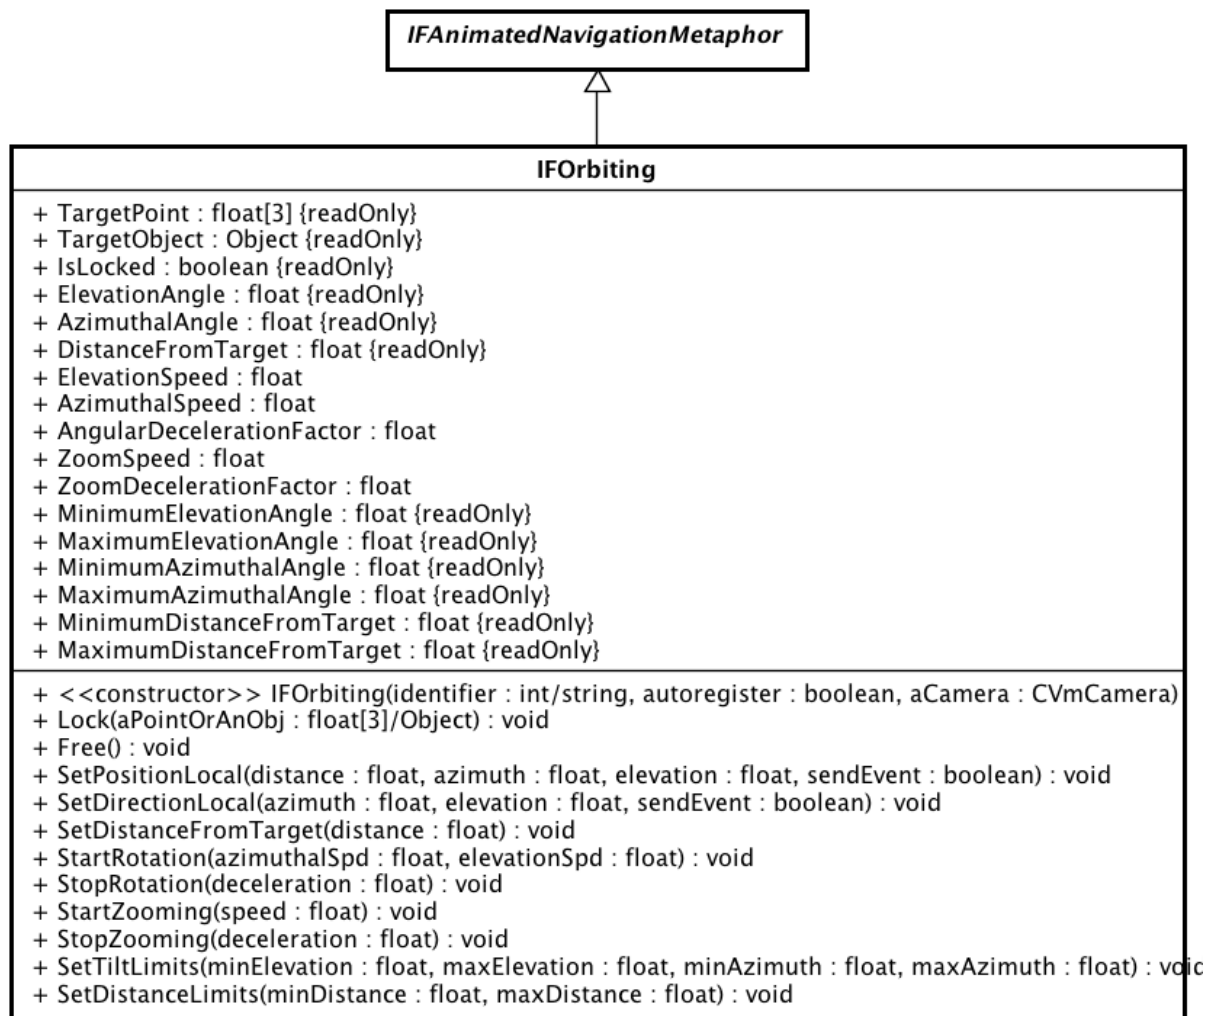 IFAnimatedNavigationMetaphor
IFOrbiting
+ TargetPoint : float[3] {readOnly}
+ TargetObject : Object {readOnly}
+ IsLocked : boolean {readOnly}
+ ElevationAngle : float {readOnly}
+ AzimuthalAngle : float {readOnly}
+ DistanceFromTarget : float {readOnly}
+ ElevationSpeed : float
+ AzimuthalSpeed : float
+ AngularDecelerationFactor : float
+ ZoomSpeed : float
+ ZoomDecelerationFactor : float
+ MinimumElevationAngle : float {readOnly}
+ MaximumElevationAngle : float {readOnly}
+ MinimumAzimuthalAngle : float {readOnly}
+ MaximumAzimuthalAngle : float {readOnly}
+ MinimumDistanceFromTarget : float {readOnly}
+ MaximumDistanceFromTarget : float {readOnly}
+ <<constructor>> IFOrbiting(identifier : int/string, autoregister : boolean, aCamera : CVmCamera)
+ Lock(aPointOrAnObj : float[3]/Object) : void
+ Free() : void
+ SetPositionLocal(distance : float, azimuth : float, elevation : float, sendEvent : boolean) : void
+ SetDirectionLocal(azimuth : float, elevation : float, sendEvent : boolean) : void
+ SetDistanceFromTarget(distance : float) : void
+ StartRotation(azimuthalSpd : float, elevationSpd : float) : void
+ StopRotation(deceleration : float) : void
+ StartZooming(speed : float) : void
+ StopZooming(deceleration : float) : void
+ SetTiltLimits(minElevation : float, maxElevation : float, minAzimuth : float, maxAzimuth : float) : void
+ SetDistanceLimits(minDistance : float, maxDistance : float) : void